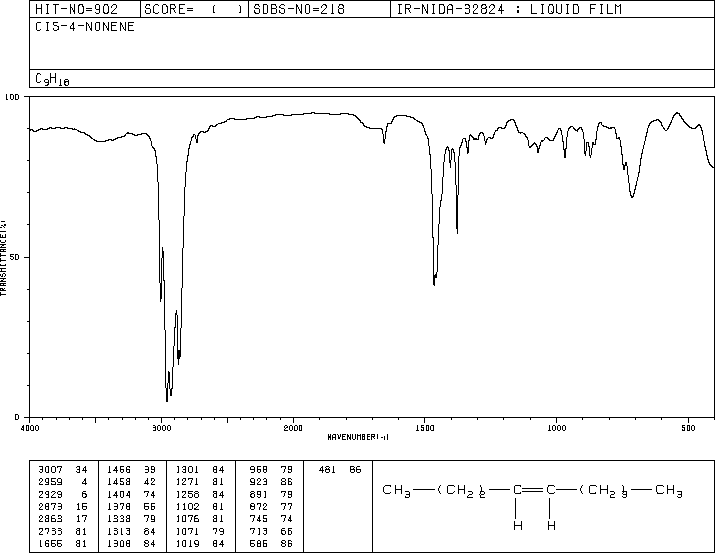 HIT-NO=902 SCORE= ( ) SDBS-NO=218 IR-NIDA-32824 : LIQUID FILM
CIS-4-NONENE
C9H18
100
50
0
TRANSMITTANCE(%)
4000 3000 2000 1500 1000 500
WAVENUMBER(-1)
3007 34 1466 39 1301 84 968 79 481 86
2959 4 1458 42 1271 81 923 86
2929 6 1404 74 1258 84 891 79
2873 16 1378 55 1102 81 872 77
2863 17 1338 79 1076 81 745 74
2733 81 1313 84 1071 79 713 66
1655 81 1308 84 1019 84 586 86
CH3 (CH2)2 C C (CH2)3 CH3
H H